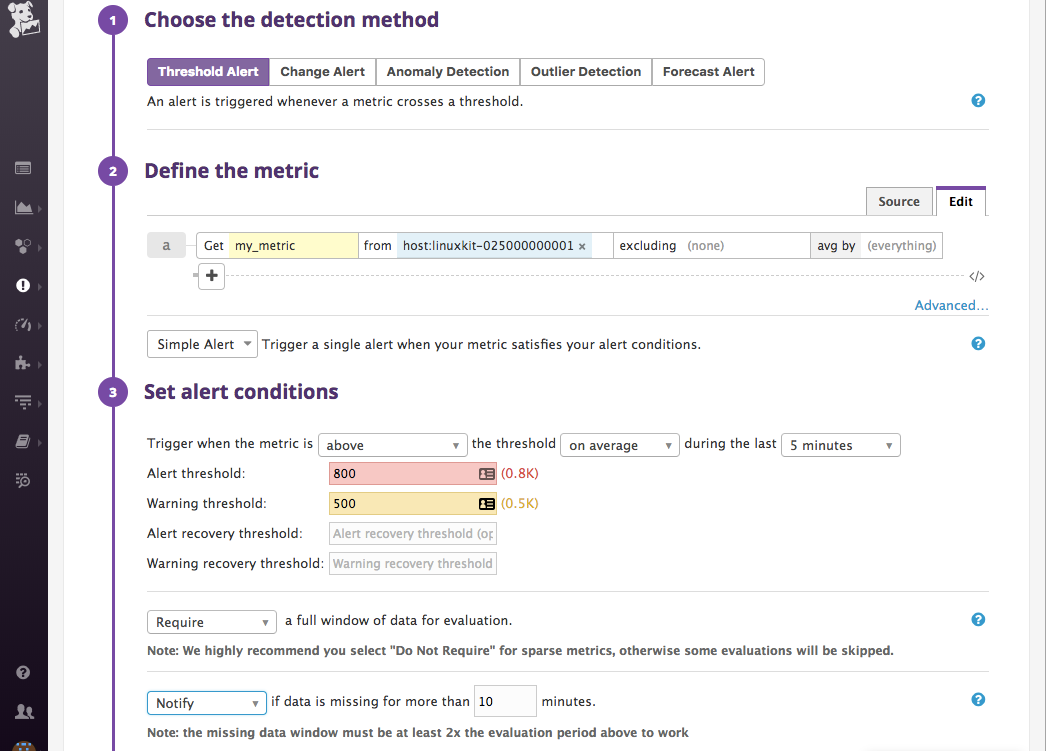 1 Choose the detection method
Threshold Alert Change Alert Anomaly Detection Outlier Detection Forecast Alert
An alert is triggered whenever a metric crosses a threshold. ?
2 Define the metric
Source Edit
a Get my_metric from host:linuxkit-025000000001 × excluding (none) avg by (everything)
+ </>
Advanced...
Simple Alert Trigger a single alert when your metric satisfies your alert conditions. ?
3 Set alert conditions
Trigger when the metric is above the threshold on average during the last 5 minutes
Alert threshold: 800 (0.8K)
Warning threshold: 500 (0.5K)
Alert recovery threshold: Alert recovery threshold (op
Warning recovery threshold: Warning recovery threshold
Require a full window of data for evaluation. ?
Note: We highly recommend you select "Do Not Require" for sparse metrics, otherwise some evaluations will be skipped.
Notify if data is missing for more than 10 minutes. ?
Note: the missing data window must be at least 2x the evaluation period above to work